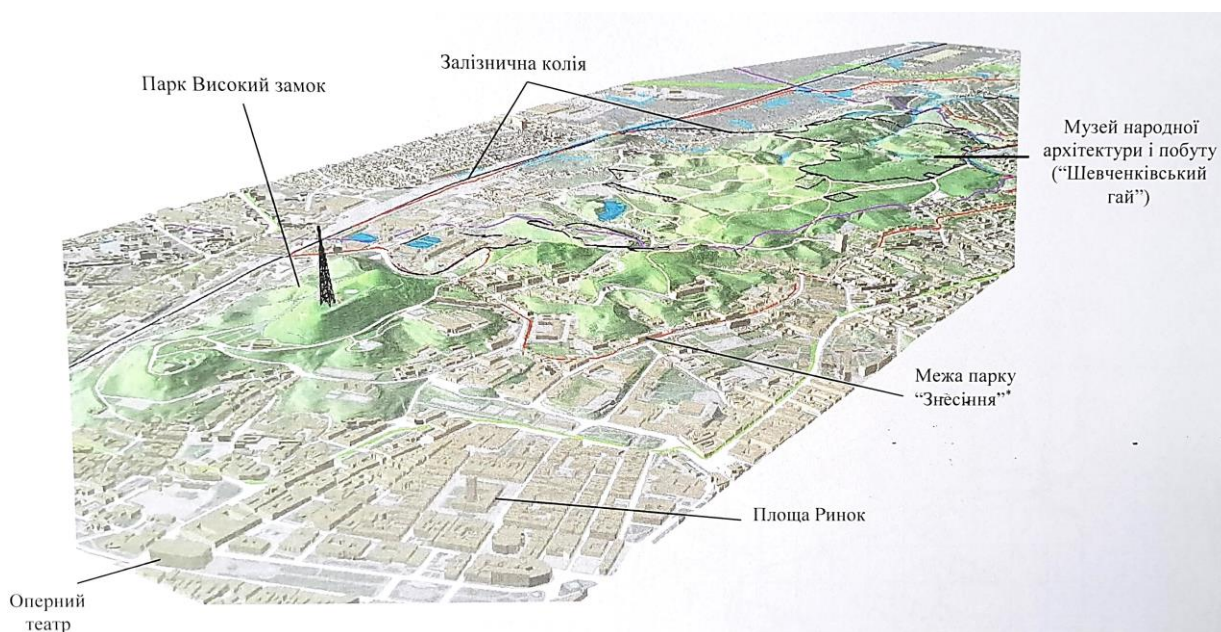 Залізнична колія
Парк Високий замок
Музей народної
архітектури і побуту
(“Шевченківський
гай”)
Межа парку
“Знесіння”*
Площа Ринок
Оперний
театр